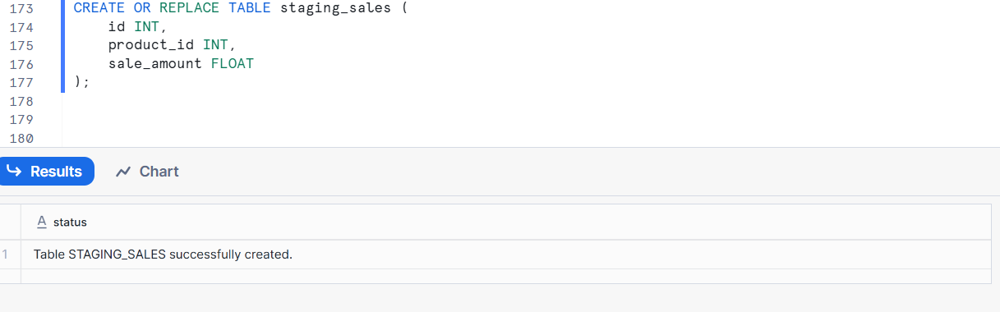 173 CREATE OR REPLACE TABLE staging_sales (
174     id INT,
175     product_id INT,
176     sale_amount FLOAT
177 );
178
179
180
Results Chart
A status
1 Table STAGING_SALES successfully created.